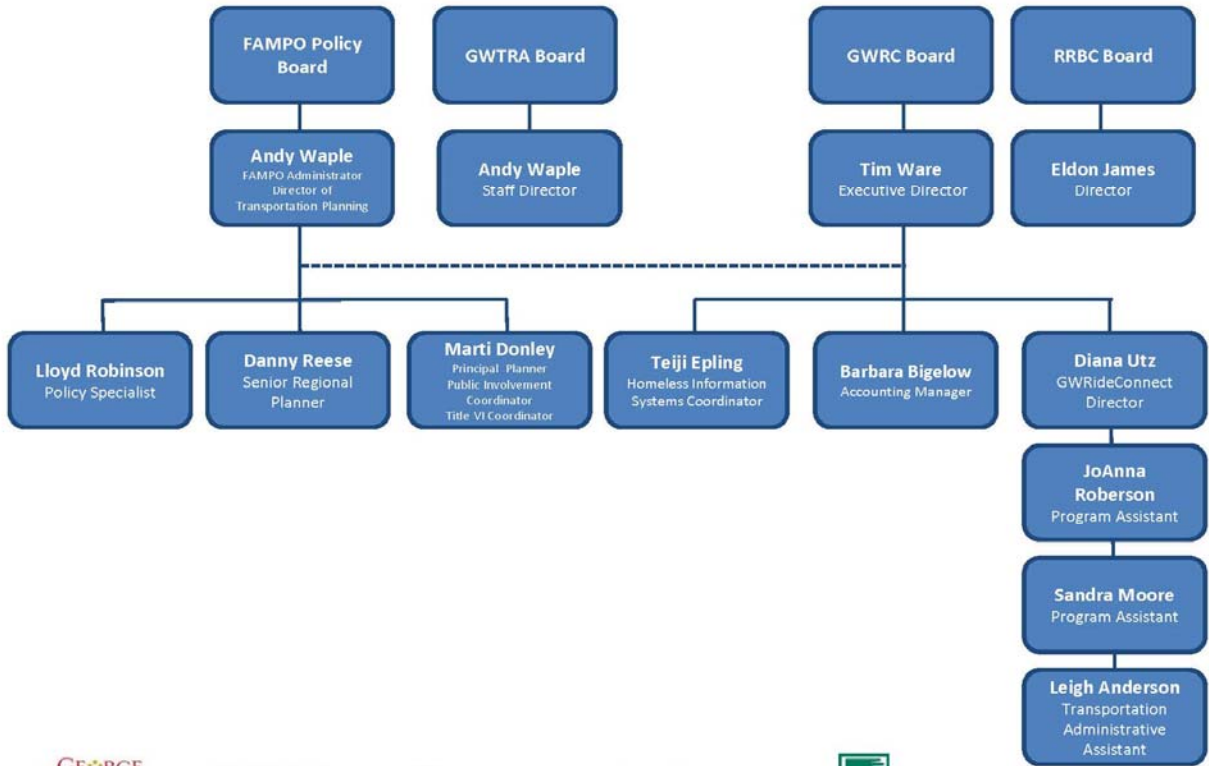 FAMPO Policy
Board
GWTRA Board
GWRC Board
RRBC Board
Andy Waple
FAMPO Administrator
Director of
Transportation Planning
Andy Waple
Staff Director
Tim Ware
Executive Director
Eldon James
Director
Lloyd Robinson
Policy Specialist
Danny Reese
Senior Regional
Planner
Marti Donley
Principal Planner
Public Involvement
Coordinator
Title VI Coordinator
Teiji Epling
Homeless Information
Systems Coordinator
Barbara Bigelow
Accounting Manager
Diana Utz
GWRideConnect
Director
JoAnna
Roberson
Program Assistant
Sandra Moore
Program Assistant
Leigh Anderson
Transportation
Administrative
Assistant